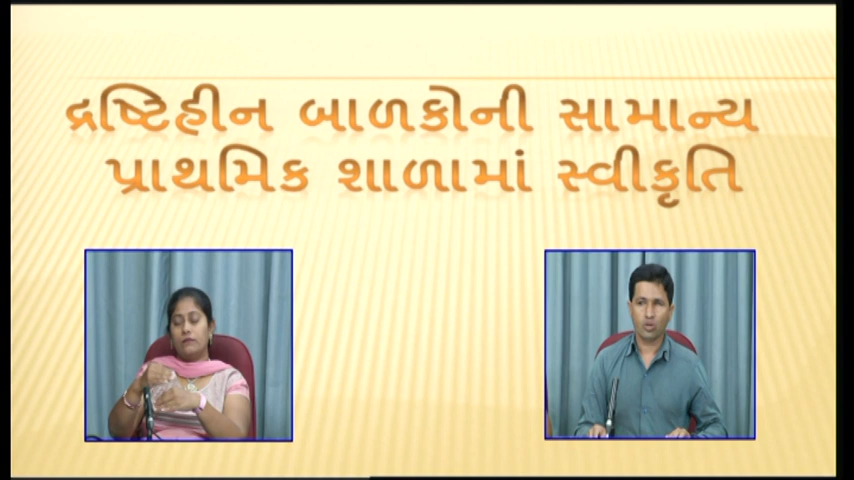 દ્રષ્ટિહીન બાળકોની સામાન્ય
પ્રાથમિક શાળામાં સ્વીકૃતિ